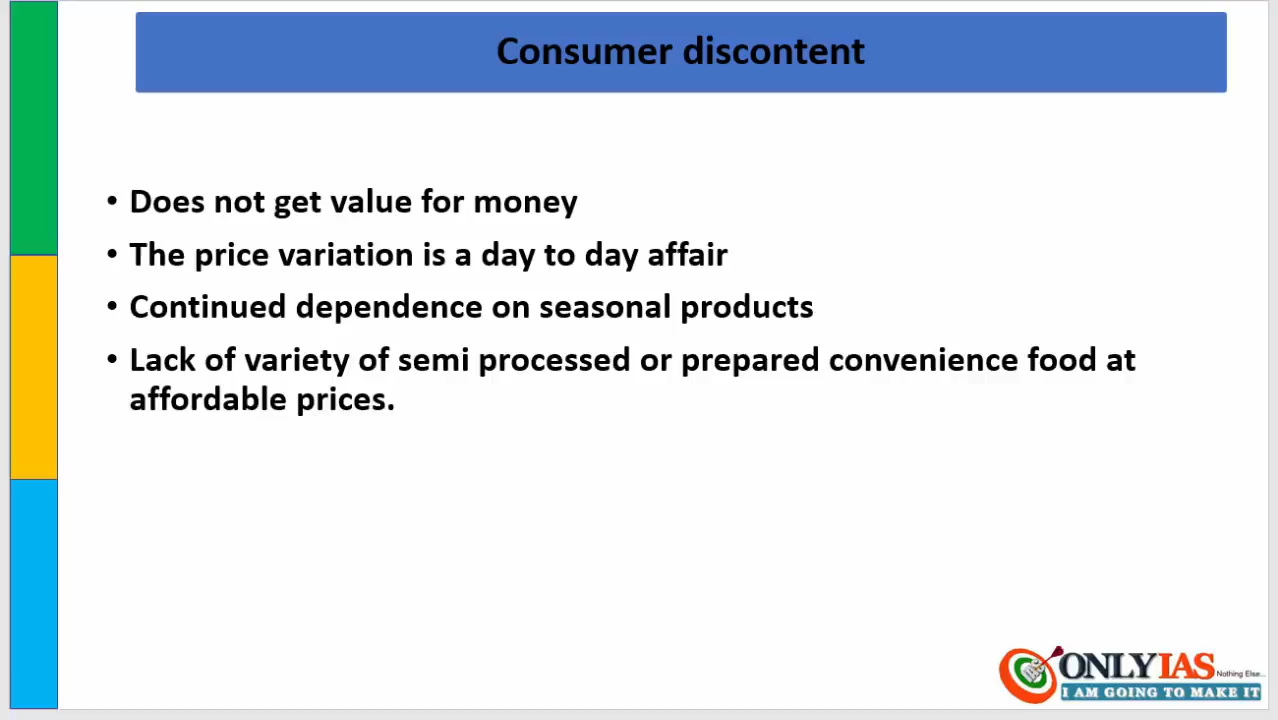 Consumer discontent
• Does not get value for money
• The price variation is a day to day affair
• Continued dependence on seasonal products
• Lack of variety of semi processed or prepared convenience food at
affordable prices.
ONLYIAS
Nothing Else...
I AM GOING TO MAKE IT